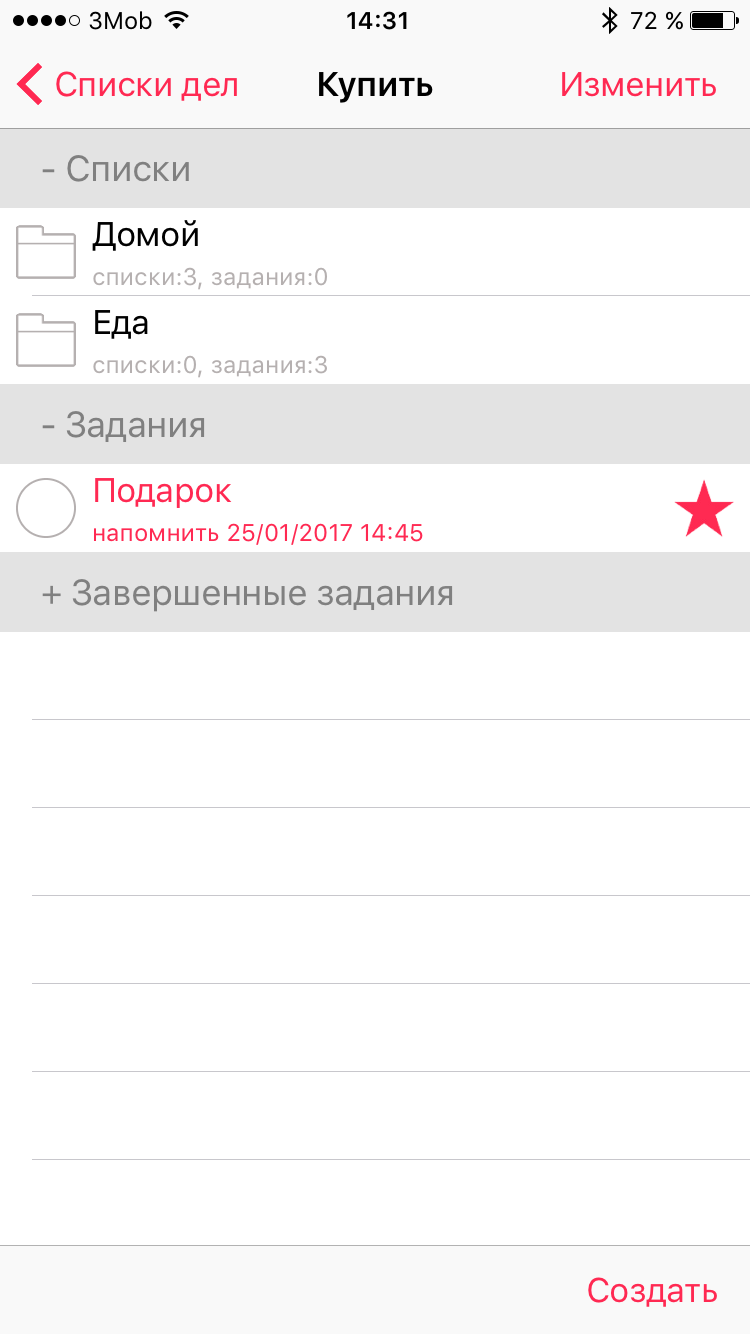 3Mob 14:31 72 %
Списки дел Купить Изменить
- Списки
Домой
списки:3, задания:0
Еда
списки:0, задания:3
- Задания
Подарок
напомнить 25/01/2017 14:45
+ Завершенные задания
Создать